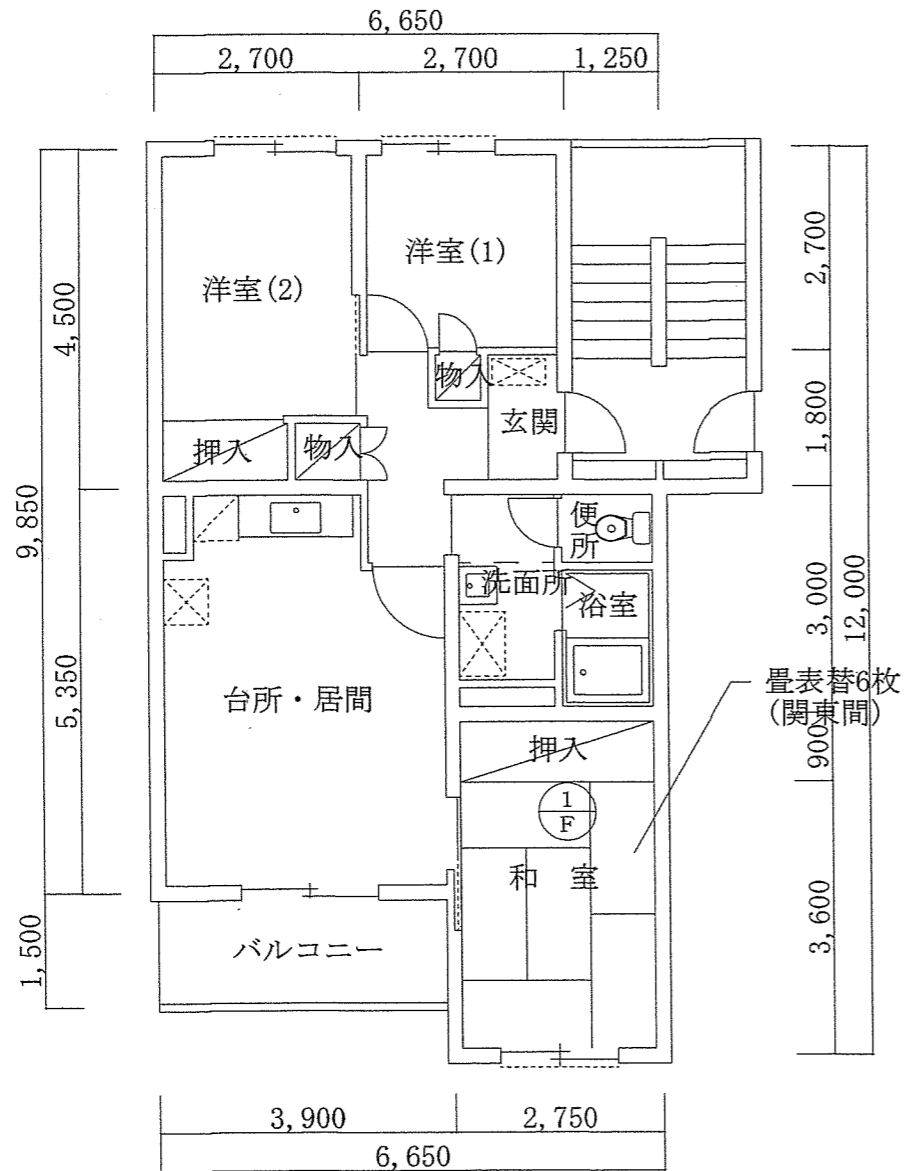 6,650
2,700
2,700
1,250
4,500
9,850
5,350
1,500
2,700
1,800
3,000
12,000
900
3,600
洋室(1)
洋室(2)
物入
玄関
押入
物入
便所
洗面所
浴室
台所・居間
畳表替6枚
(関東間)
押入
1
F
和 室
バルコニー
3,900
2,750
6,650